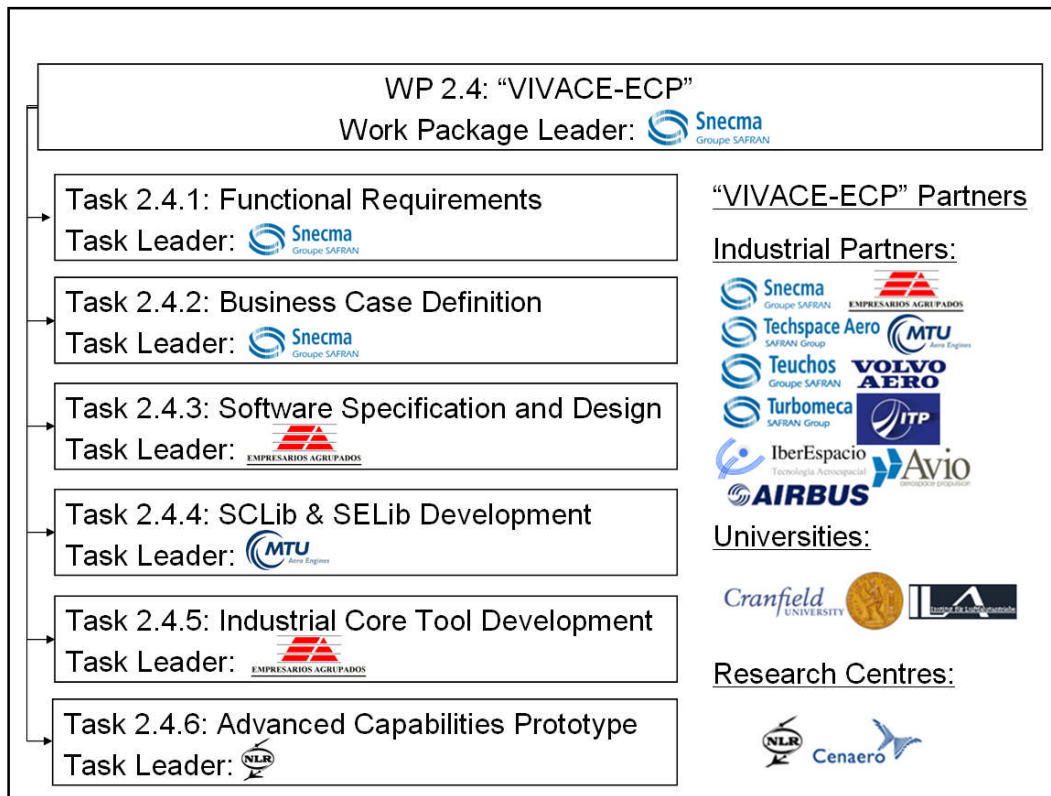 WP 2.4: “VIVACE-ECP”
Work Package Leader: Snecma
Groupe SAFRAN
Task 2.4.1: Functional Requirements
Task Leader: Snecma
Groupe SAFRAN
Task 2.4.2: Business Case Definition
Task Leader: Snecma
Groupe SAFRAN
Task 2.4.3: Software Specification and Design
Task Leader:
EMPRESARIOS AGRUPADOS
Task 2.4.4: SCLib & SELib Development
Task Leader: MTU
Aero Engines
Task 2.4.5: Industrial Core Tool Development
Task Leader:
EMPRESARIOS AGRUPADOS
Task 2.4.6: Advanced Capabilities Prototype
Task Leader: NLR
“VIVACE-ECP” Partners
Industrial Partners:
Snecma
Groupe SAFRAN
EMPRESARIOS AGRUPADOS
Techspace Aero
SAFRAN Group
MTU
Aero Engines
Teuchos
Groupe SAFRAN
VOLVO
AERO
Turbomeca
SAFRAN Group
ITP
IberEspacio
Tecnología Aeroespacial
Avio
aerospace propulsion
AIRBUS
Universities:
Cranfield
UNIVERSITY
Institut für Luftfahrtantriebe
Research Centres:
NLR
Cenaero